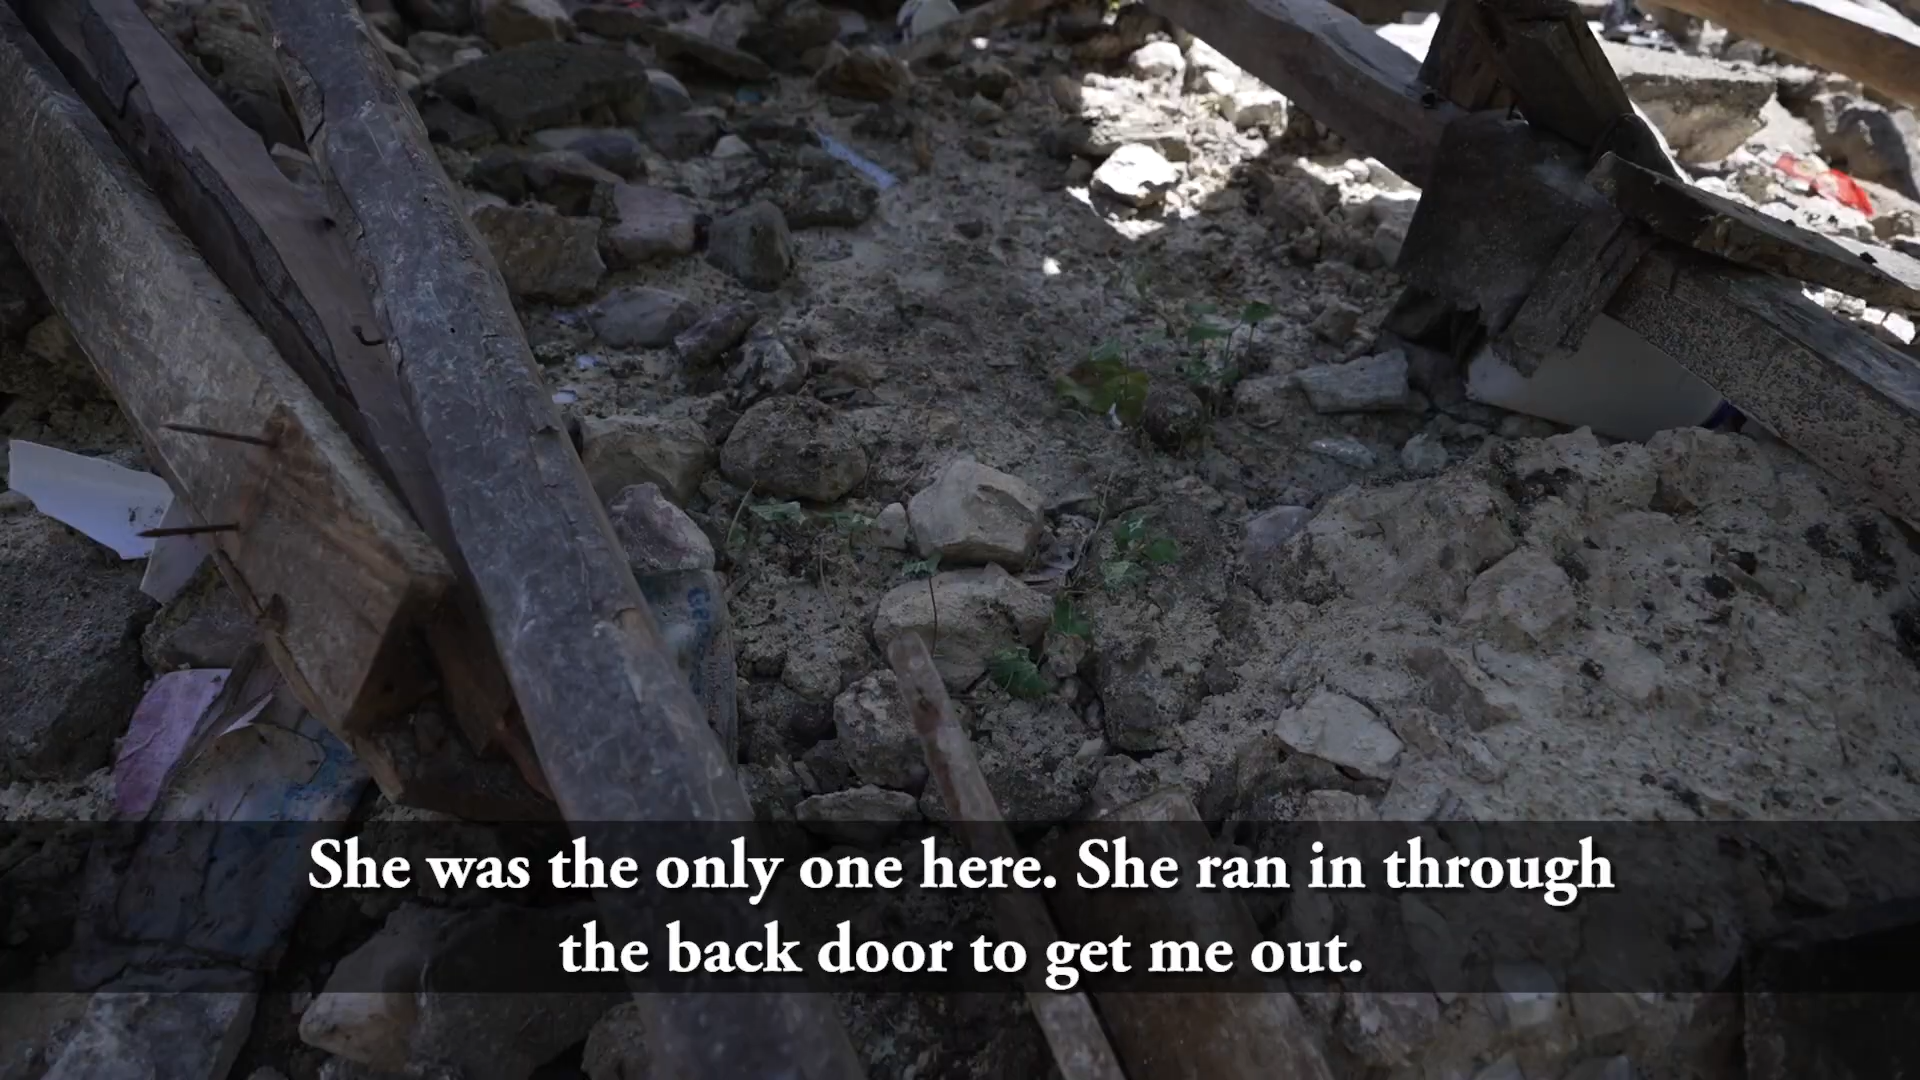 She was the only one here. She ran in through
the back door to get me out.